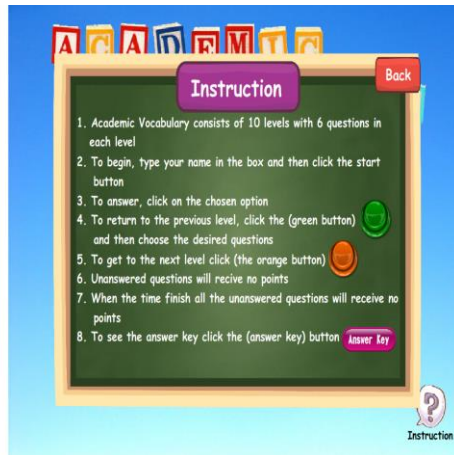 ACADEMIC
Back
Instruction
1. Academic Vocabulary consists of 10 levels with 6 questions in
each level
2. To begin, type your name in the box and then click the start
button
3. To answer, click on the chosen option
4. To return to the previous level, click the (green button)
and then choose the desired questions
5. To get to the next level click (the orange button)
6. Unanswered questions will recive no points
7. When the time finish all the unanswered questions will receive no
points
8. To see the answer key click the (answer key) button Answer Key
?
Instruction